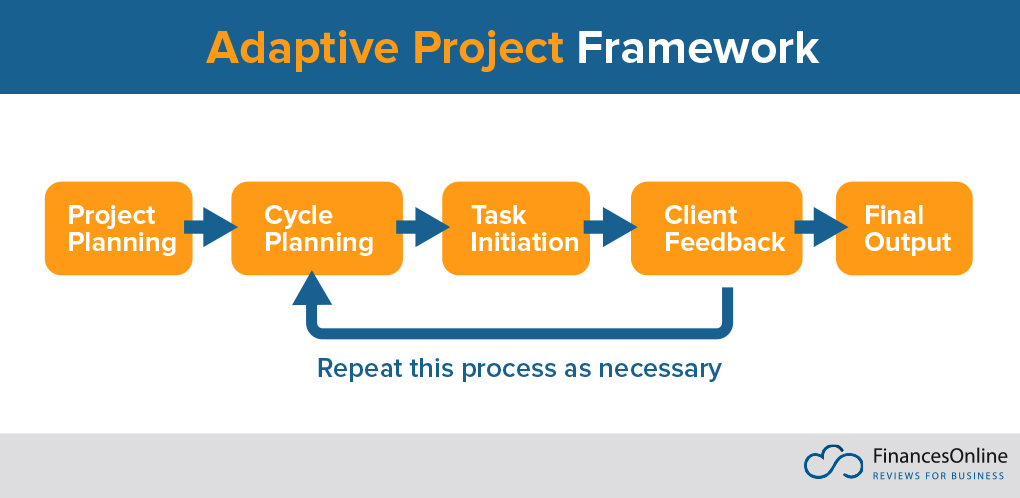 Adaptive Project Framework
Project
Planning
Cycle
Planning
Task
Initiation
Client
Feedback
Final
Output
Repeat this process as necessary
FinancesOnline
REVIEWS FOR BUSINESS